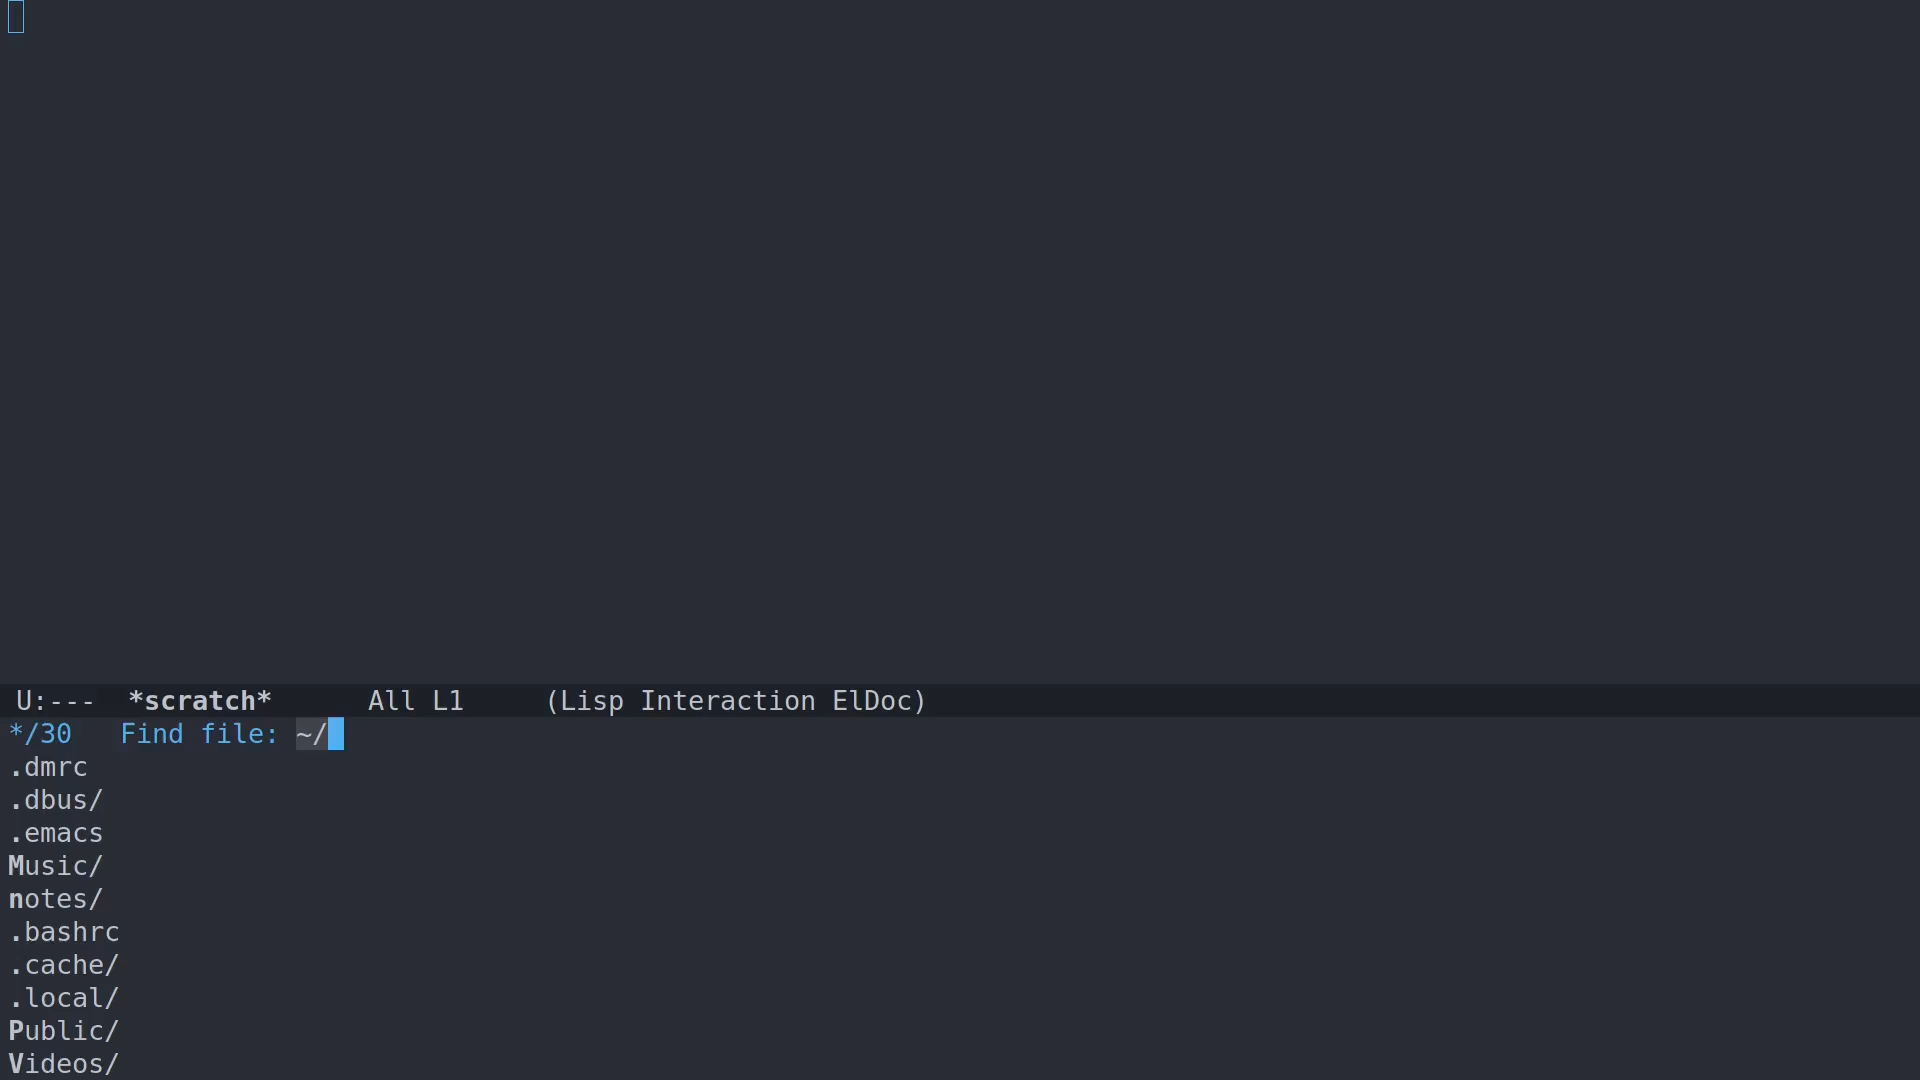 U:---  *scratch*      All L1     (Lisp Interaction ElDoc)
*/30   Find file: ~/
.dmrc
.dbus/
.emacs
Music/
notes/
.bashrc
.cache/
.local/
Public/
Videos/